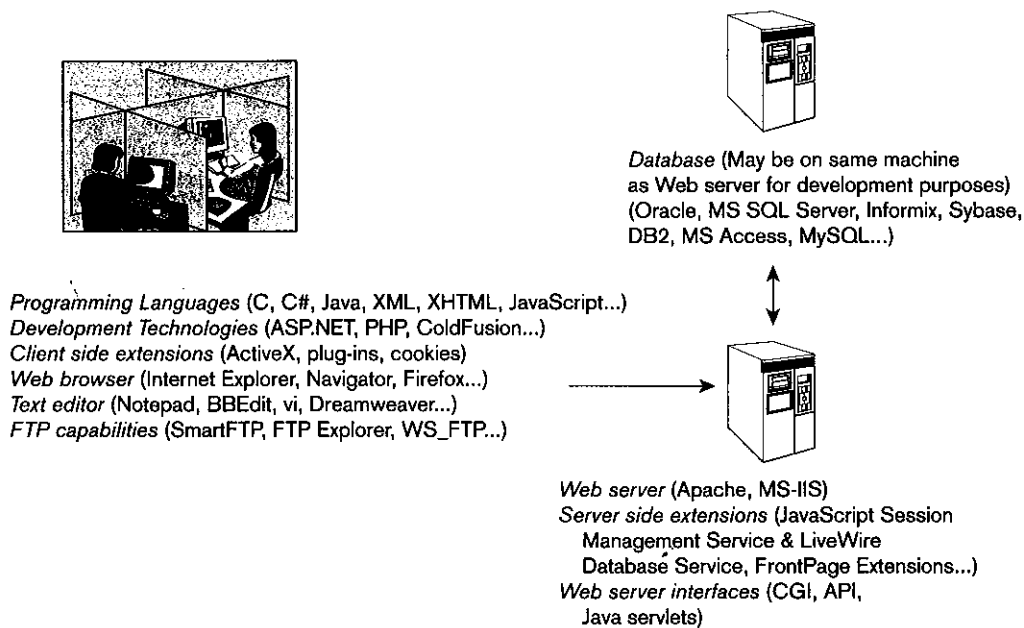 Database (May be on same machine
as Web server for development purposes)
(Oracle, MS SQL Server, Informix, Sybase,
DB2, MS Access, MySQL...)
Programming Languages (C, C#, Java, XML, XHTML, JavaScript...)
Development Technologies (ASP.NET, PHP, ColdFusion...)
Client side extensions (ActiveX, plug-ins, cookies)
Web browser (Internet Explorer, Navigator, Firefox...)
Text editor (Notepad, BBEdit, vi, Dreamweaver...)
FTP capabilities (SmartFTP, FTP Explorer, WS_FTP...)
Web server (Apache, MS-IIS)
Server side extensions (JavaScript Session
Management Service & LiveWire
Database Service, FrontPage Extensions...)
Web server interfaces (CGI, API,
Java servlets)